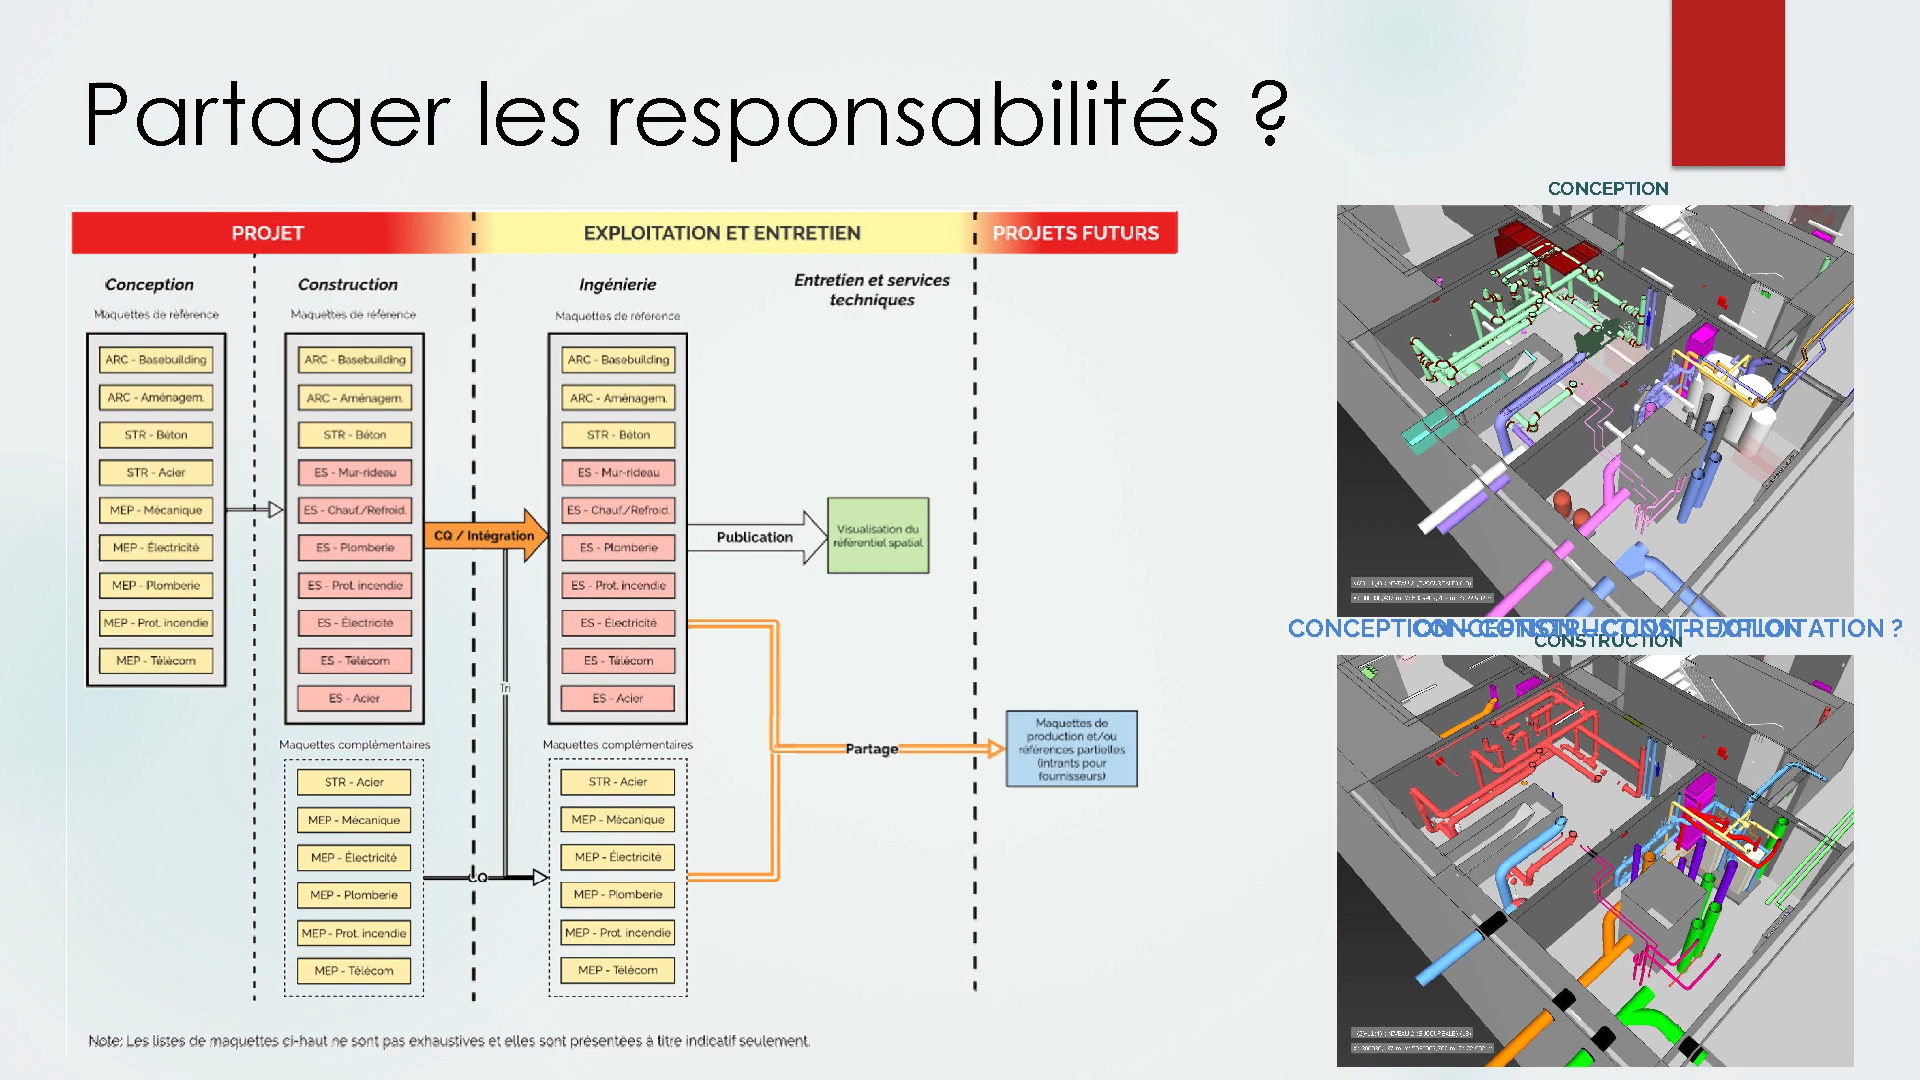 Partager les responsabilités ?
PROJET
EXPLOITATION ET ENTRETIEN
PROJETS FUTURS
Conception
Maquettes de référence
ARC - Basebuilding
ARC - Aménagem.
STR - Béton
STR - Acier
MEP - Mécanique
MEP - Électricité
MEP - Plomberie
MEP - Prot. incendie
MEP - Télécom
Construction
Maquettes de référence
ARC - Basebuilding
ARC - Aménagem.
STR - Béton
ES - Mur-rideau
ES - Chauf./Refroid.
ES - Plomberie
ES - Prot. incendie
ES - Électricité
ES - Télécom
ES - Acier
Maquettes complémentaires
STR - Acier
MEP - Mécanique
MEP - Électricité
MEP - Plomberie
MEP - Prot. incendie
MEP - Télécom
CQ / Intégration
Tri
CQ
Ingénierie
Maquettes de référence
ARC - Basebuilding
ARC - Aménagem.
STR - Béton
ES - Mur-rideau
ES - Chauf./Refroid.
ES - Plomberie
ES - Prot. incendie
ES - Électricité
ES - Télécom
ES - Acier
Maquettes complémentaires
STR - Acier
MEP - Mécanique
MEP - Électricité
MEP - Plomberie
MEP - Prot. incendie
MEP - Télécom
Entretien et services
techniques
Publication
Visualisation du
référentiel spatial
Partage
Maquettes de
production et/ou
références partielles
(intrants pour
fournisseurs)
Note: Les listes de maquettes ci-haut ne sont pas exhaustives et elles sont présentées à titre indicatif seulement.
CONCEPTION
CONSTRUCTION